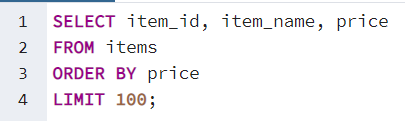 1 SELECT item_id, item_name, price
2 FROM items
3 ORDER BY price
4 LIMIT 100;